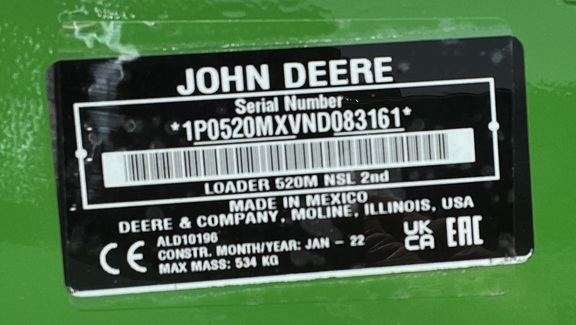 JOHN DEERE
Serial Number
*1P0520MXVND083161*
LOADER 520M NSL 2nd
MADE IN MEXICO
DEERE & COMPANY, MOLINE, ILLINOIS, USA
CE ALD10196 UK CA EAC
CONSTR. MONTH/YEAR: JAN - 22
MAX MASS: 534 KG